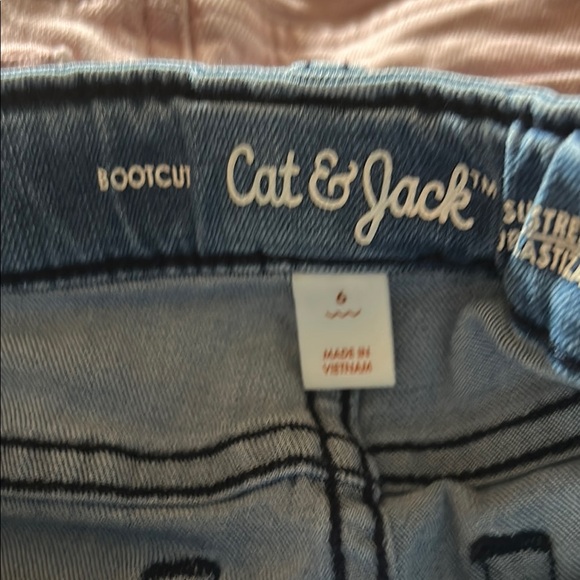 BOOTCUT
Cat & Jack™
6
MADE IN
VIETNAM